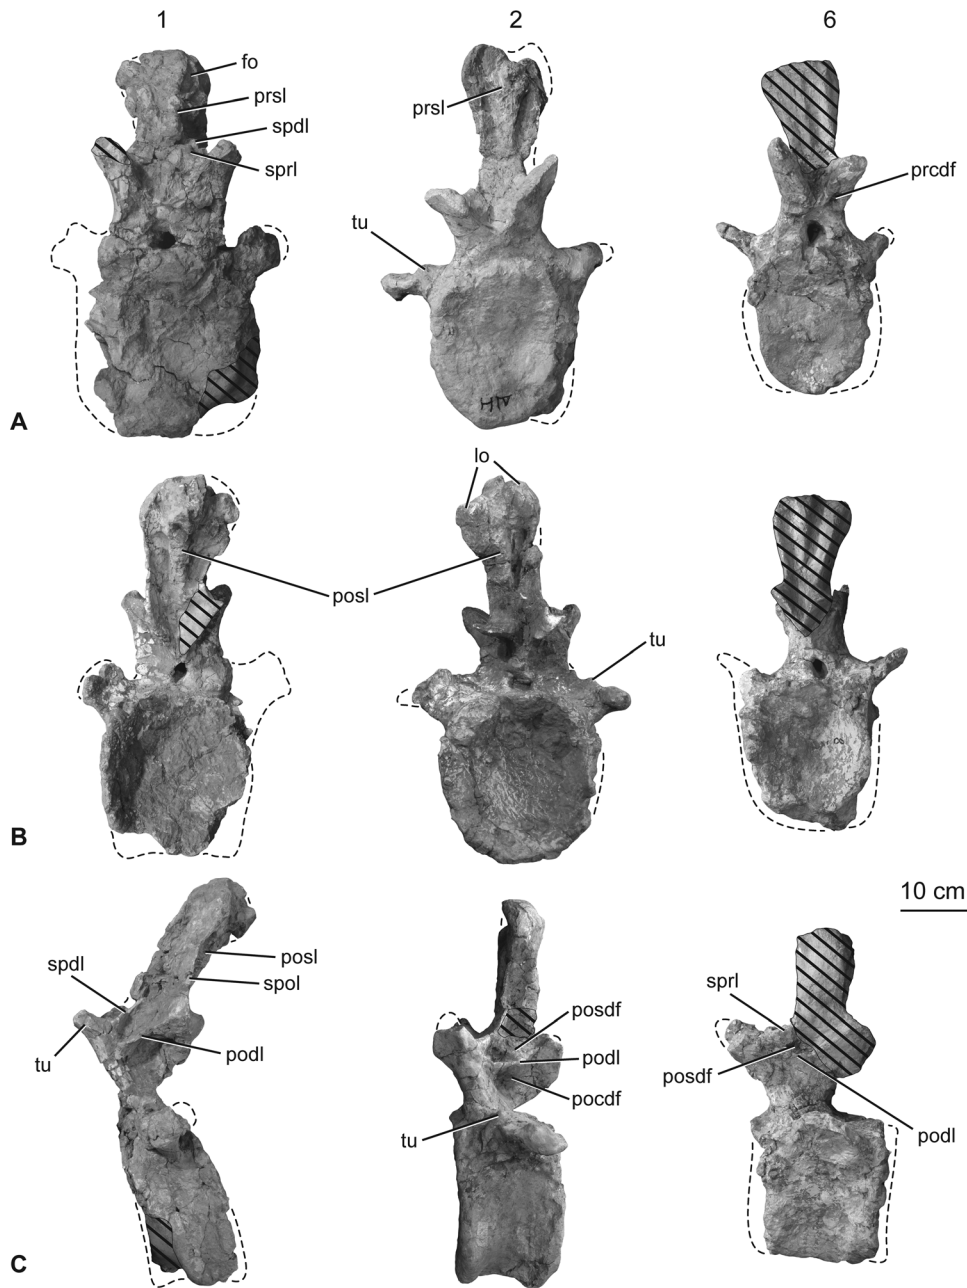 1 2 6
fo
prsl
spdl
sprl
prsl
tu
prcdf
A
lo
posl
tu
B
10 cm
posl
spol
spdl
podl
tu
posdf
podl
pocdf
tu
sprl
posdf
podl
C